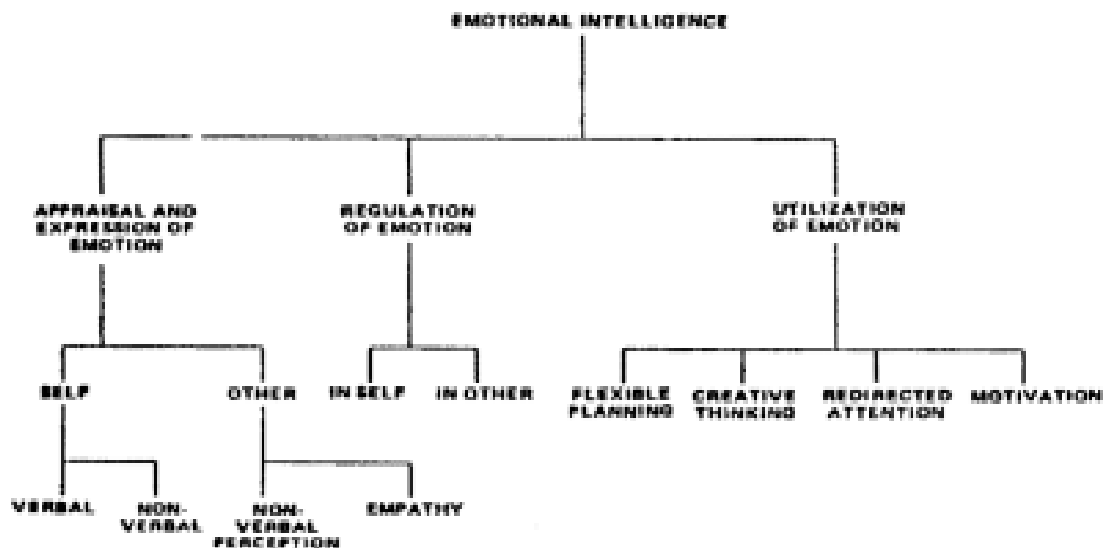 EMOTIONAL INTELLIGENCE
APPRAISAL AND
EXPRESSION OF
EMOTION
REGULATION
OF EMOTION
UTILIZATION
OF EMOTION
SELF
OTHER
IN SELF
IN OTHER
FLEXIBLE
PLANNING
CREATIVE
THINKING
REDIRECTED
ATTENTION
MOTIVATION
VERBAL
NON-
VERBAL
NON-
VERBAL
PERCEPTION
EMPATHY